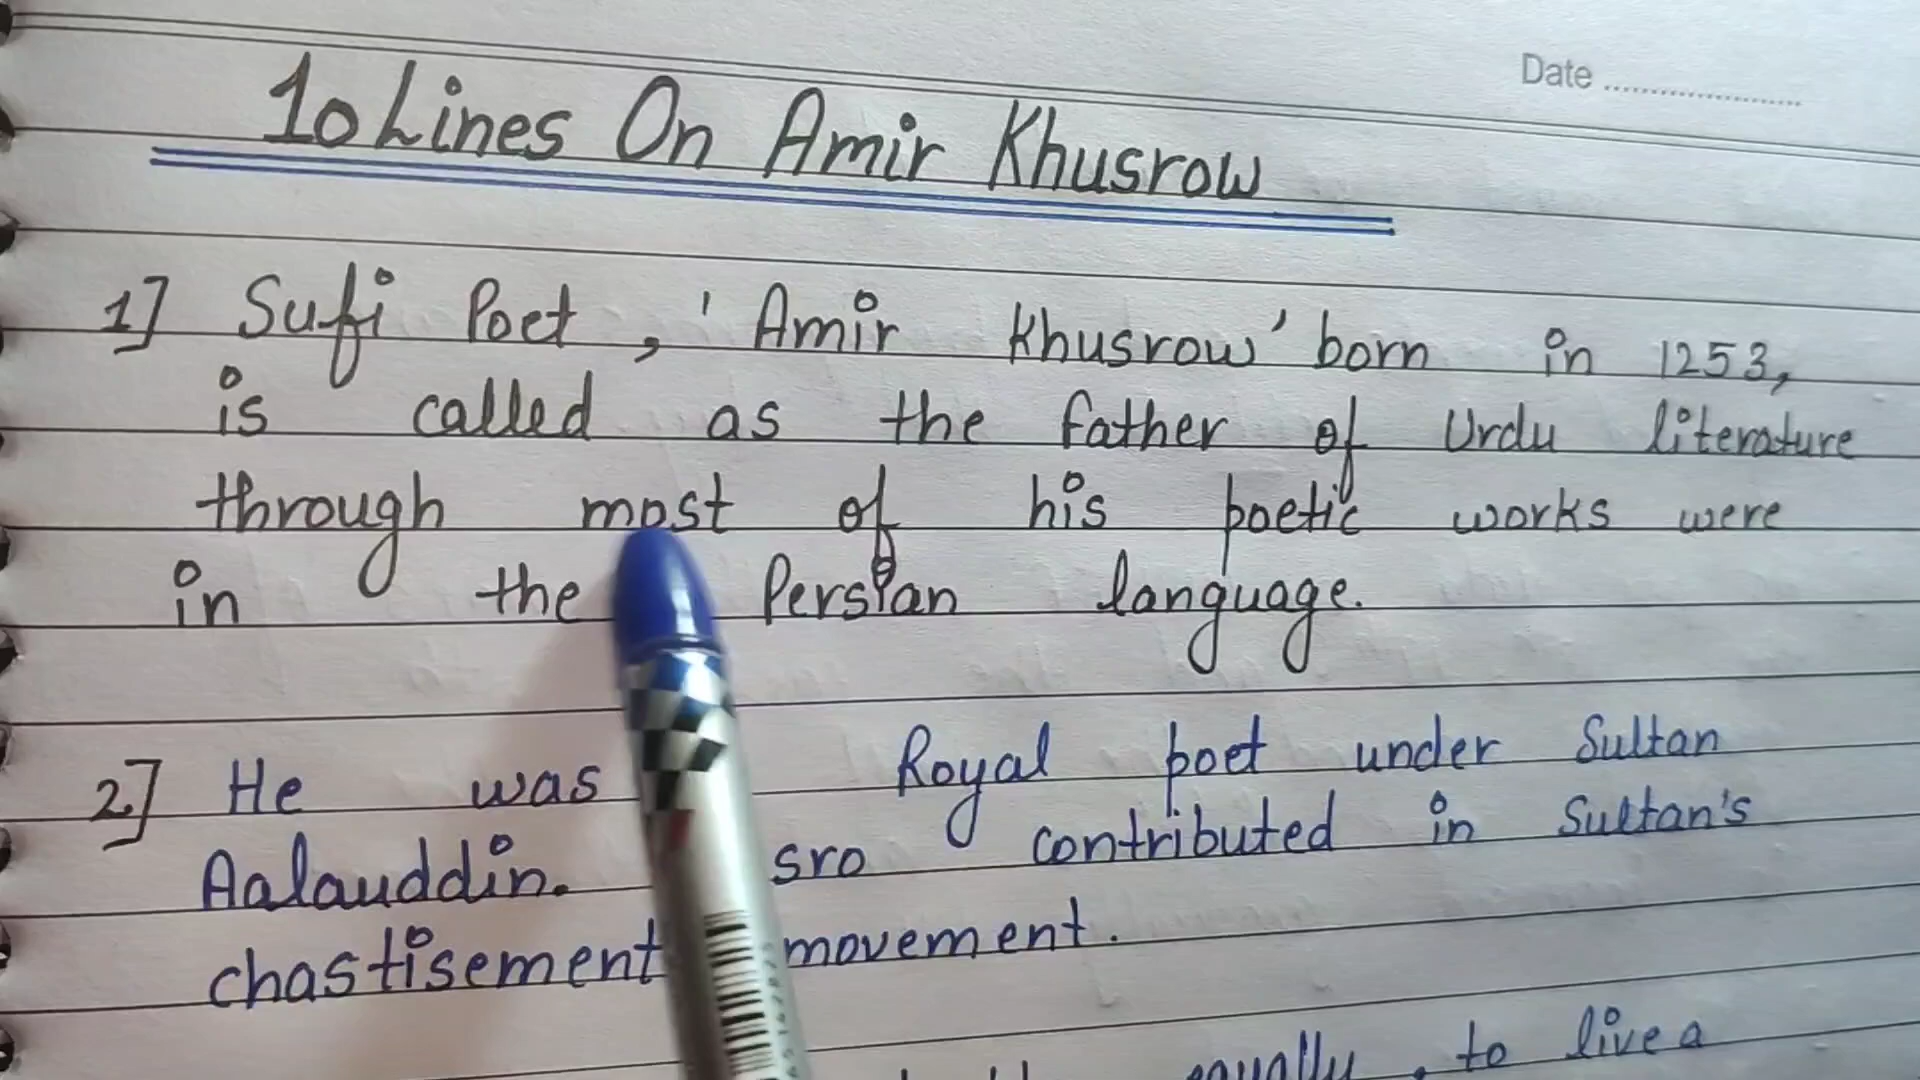 Date
10 Lines On Amir Khusrow
1] Sufi Poet, 'Amir Khusrow' born in 1253,
is called as the father of Urdu literature
through most of his poetic works were
in the Persian language.
2] He was Royal poet under Sultan
Aalauddin. sro contributed in Sultan's
chastisement movement.
equally, to live a